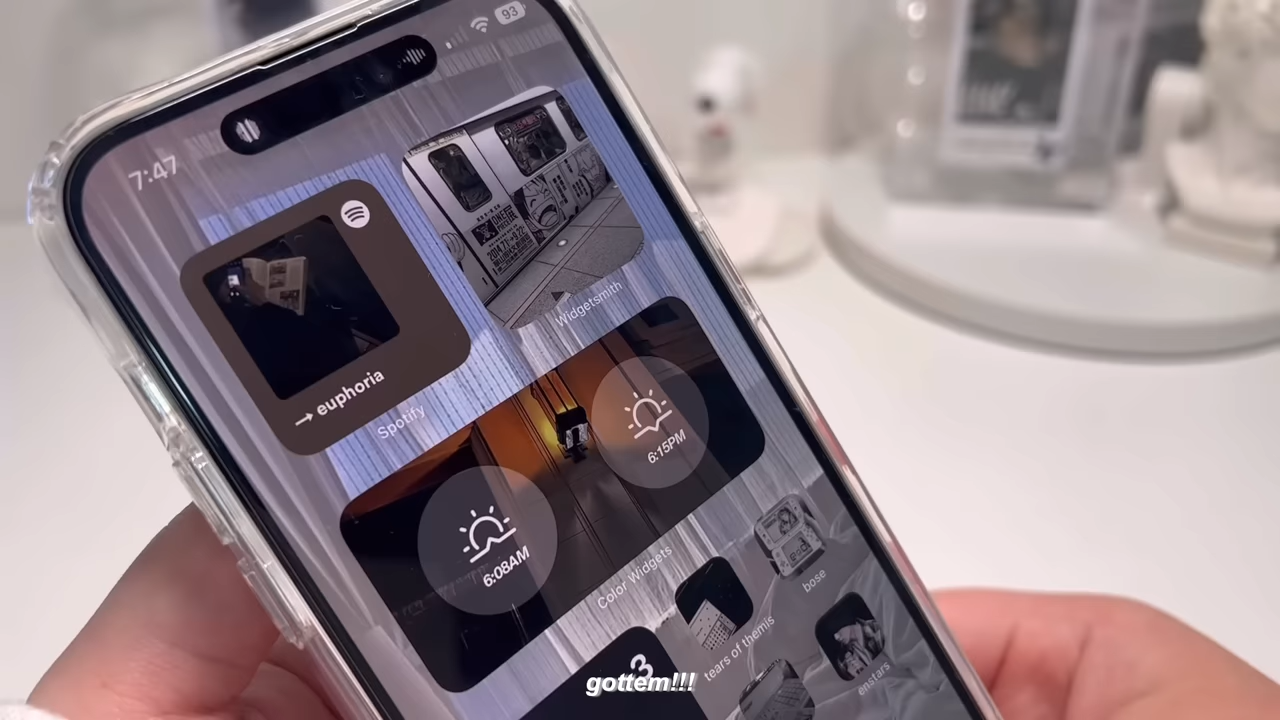 93
7:47
→ euphoria
Spotify
ONE
Widgetsmith
6:15PM
6:08AM
Color Widgets
bose
tears of themis
enstars
3
gottem!!!